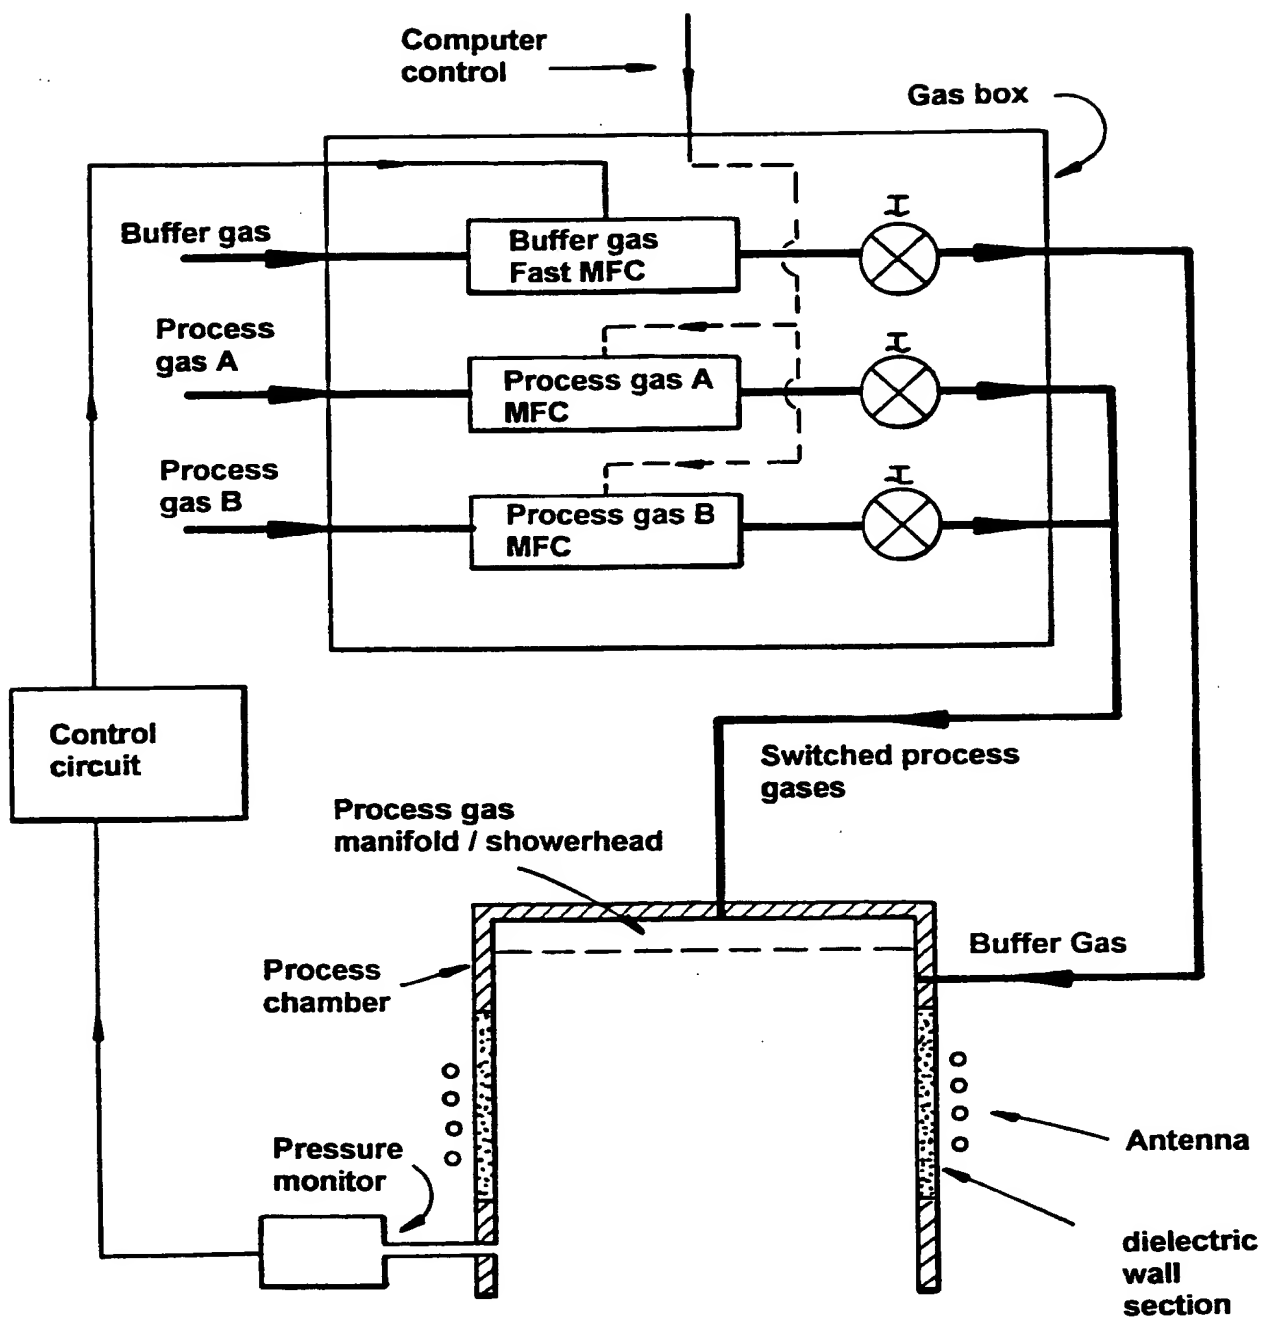 Computer
control
Gas box
I
Buffer gas
Buffer gas
Fast MFC
Process
gas A
I
Process gas A
MFC
Process
gas B
I
Process gas B
MFC
Control
circuit
Switched process
gases
Process gas
manifold / showerhead
Buffer Gas
Process
chamber
Antenna
Pressure
monitor
dielectric
wall
section